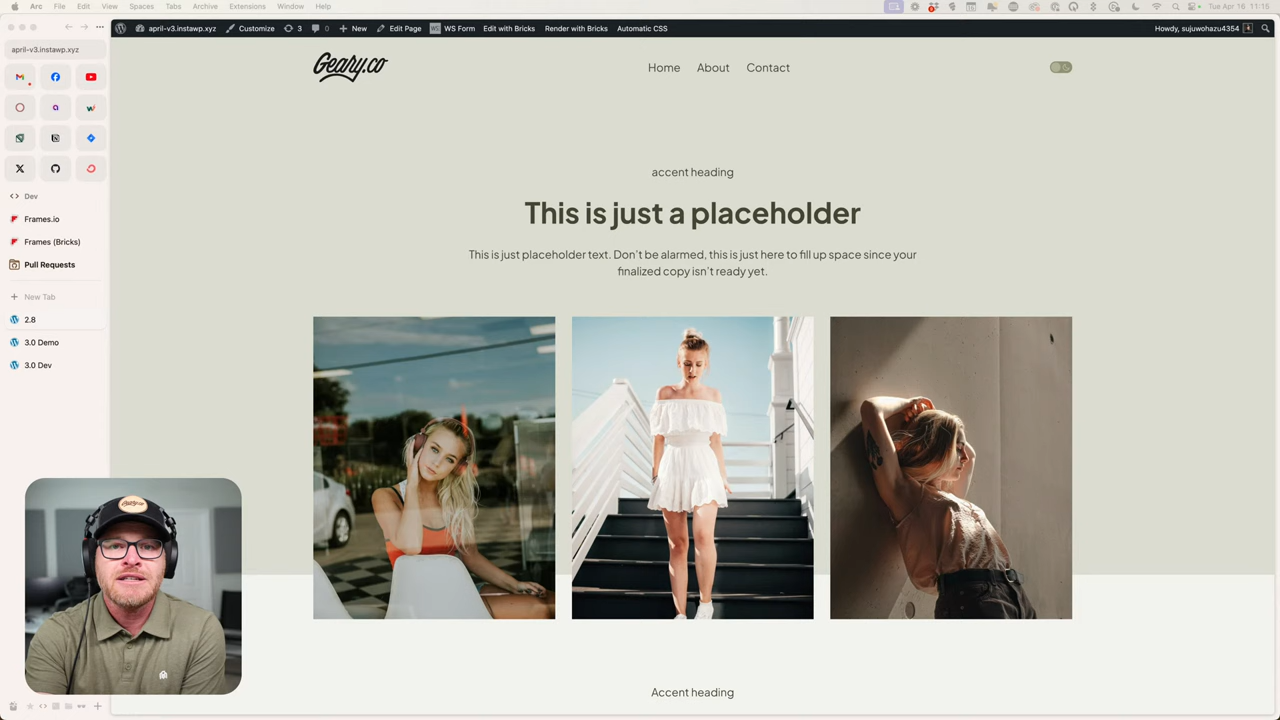 Arc File Edit View Spaces Tabs Archive Extensions Window Help
Tue Apr 16 11:15
april-v3.instawp.xyz Customize 3 0 New Edit Page WS Form Edit with Bricks Render with Bricks Automatic CSS Howdy, sujuwohazu4354
april-v3.instawp.xyz
Geary.co
Home About Contact
accent heading
This is just a placeholder
This is just placeholder text. Don't be alarmed, this is just here to fill up space since your
finalized copy isn't ready yet.
Dev
Frames.io
Frames (Bricks)
Pull Requests
New Tab
2.8
3.0 Demo
3.0 Dev
Accent heading